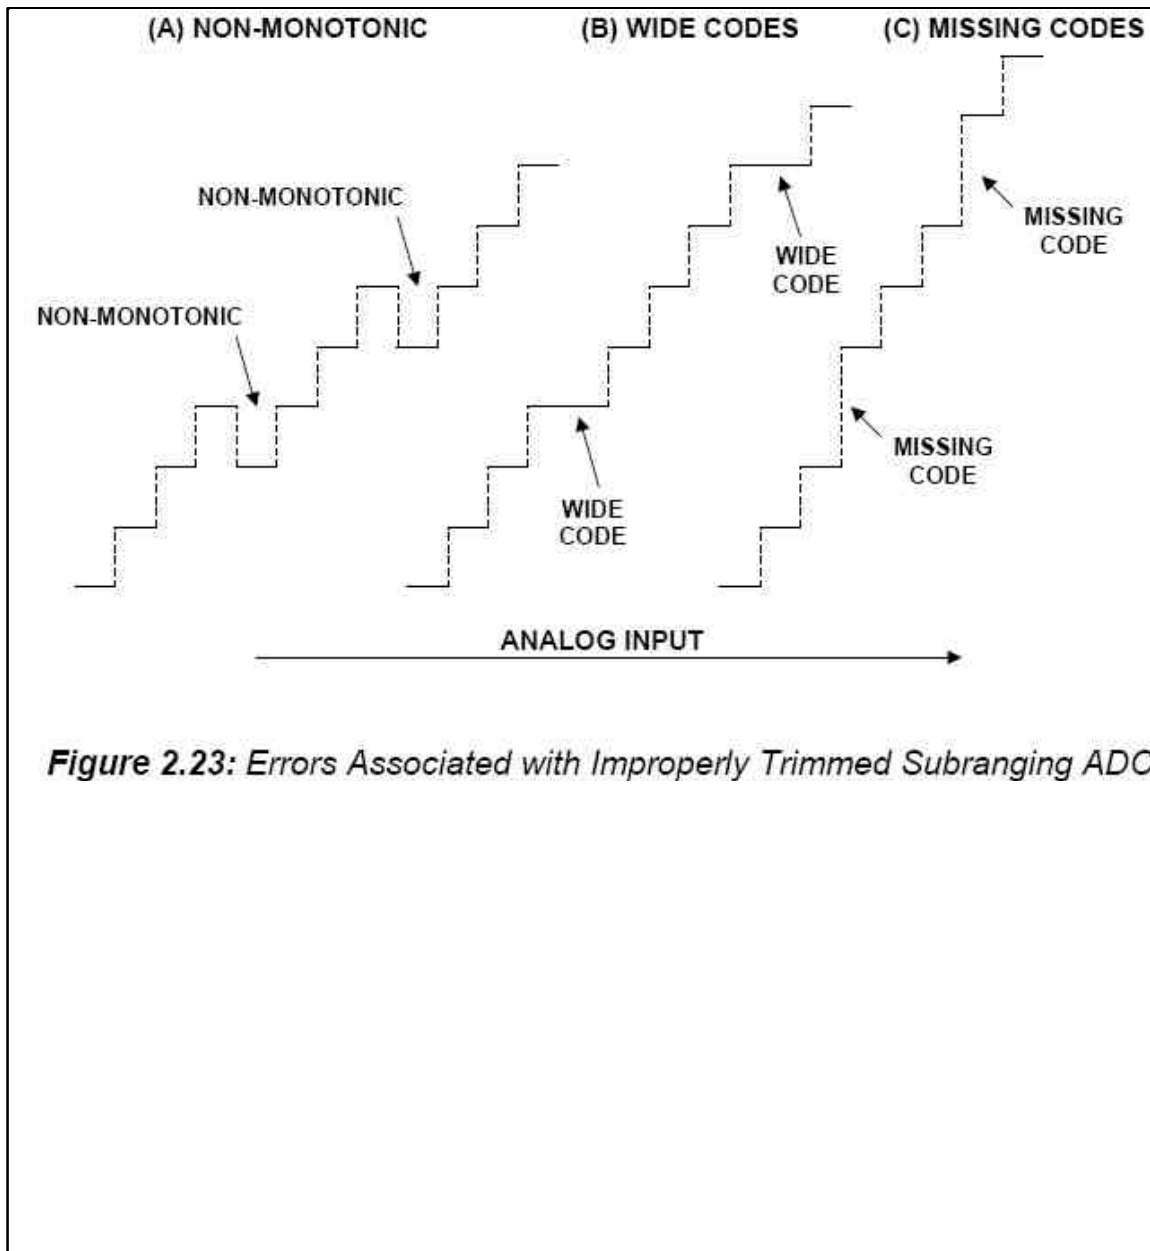 (A) NON-MONOTONIC
(B) WIDE CODES
(C) MISSING CODES
NON-MONOTONIC
NON-MONOTONIC
WIDE
CODE
WIDE
CODE
MISSING
CODE
MISSING
CODE
ANALOG INPUT
Figure 2.23: Errors Associated with Improperly Trimmed Subranging ADC